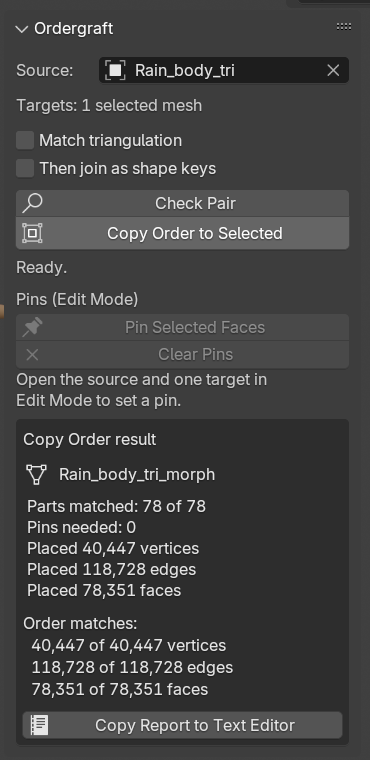 Ordergraft
Source: Rain_body_tri
Targets: 1 selected mesh
Match triangulation
Then join as shape keys
Check Pair
Copy Order to Selected
Ready.
Pins (Edit Mode)
Pin Selected Faces
Clear Pins
Open the source and one target in
Edit Mode to set a pin.
Copy Order result
Rain_body_tri_morph
Parts matched: 78 of 78
Pins needed: 0
Placed 40,447 vertices
Placed 118,728 edges
Placed 78,351 faces
Order matches:
40,447 of 40,447 vertices
118,728 of 118,728 edges
78,351 of 78,351 faces
Copy Report to Text Editor